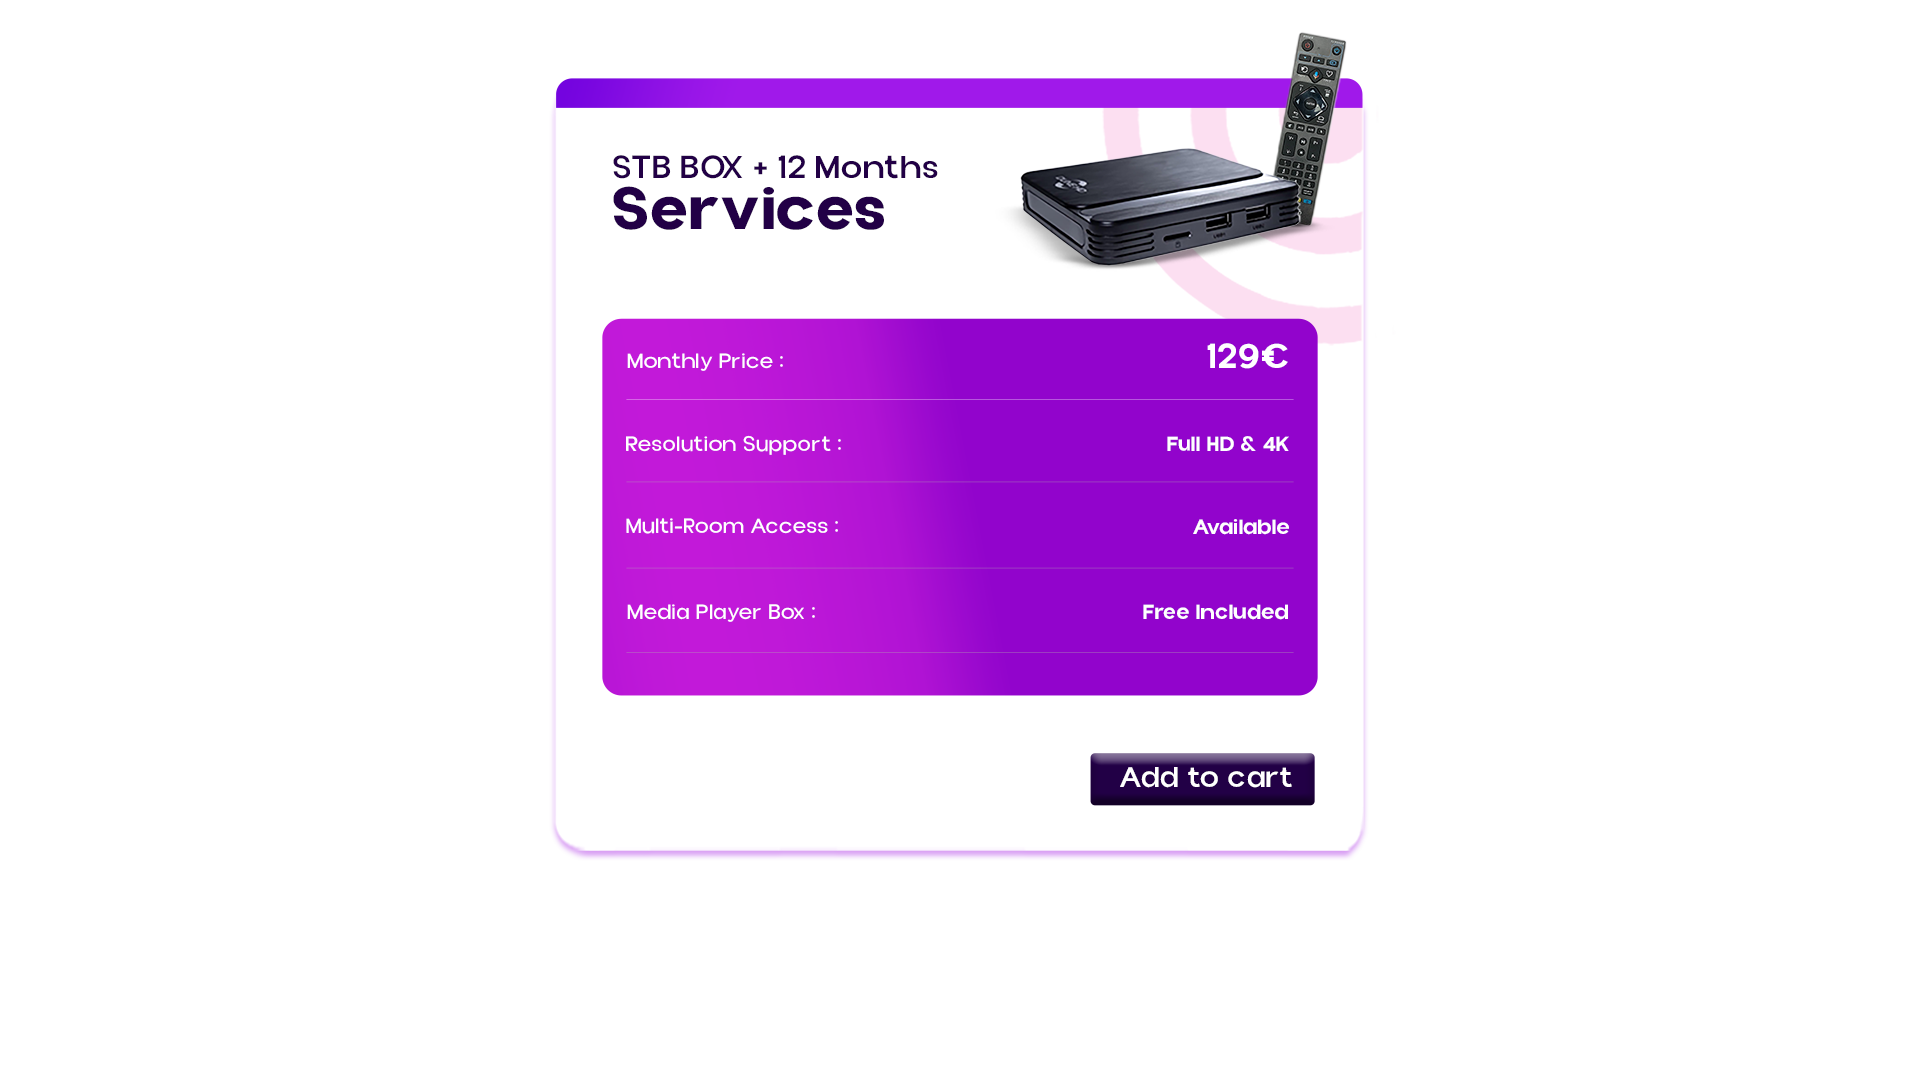 STB BOX + 12 Months
Services
Monthly Price : 129€
Resolution Support : Full HD & 4K
Multi-Room Access : Available
Media Player Box : Free Included
Add to cart